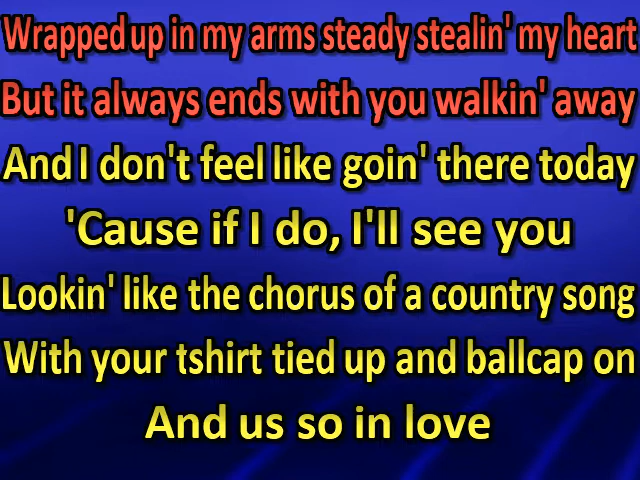 Wrapped up in my arms steady stealin' my heart
But it always ends with you walkin' away
And I don't feel like goin' there today
'Cause if I do, I'll see you
Lookin' like the chorus of a country song
With your tshirt tied up and ballcap on
And us so in love